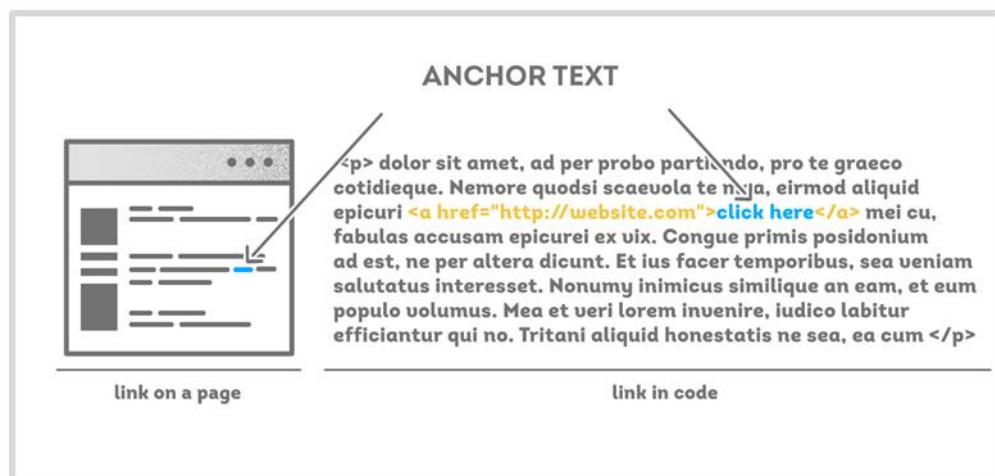 ANCHOR TEXT
<p> dolor sit amet, ad per probo partiendo, pro te graeco
cotidieque. Nemore quodsi scaevola te nuja, eirmod aliquid
epicuri <a href="http://website.com">click here</a> mei cu,
fabulas accusam epicurei ex vix. Congue primis posidonium
ad est, ne per altera dicunt. Et ius facer temporibus, sea veniam
salutatus interesset. Nonumy inimicus similique an eam, et eum
populo volumus. Mea et veri lorem invenire, iudico labitur
efficiantur qui no. Tritani aliquid honestatis ne sea, ea cum </p>
link on a page
link in code